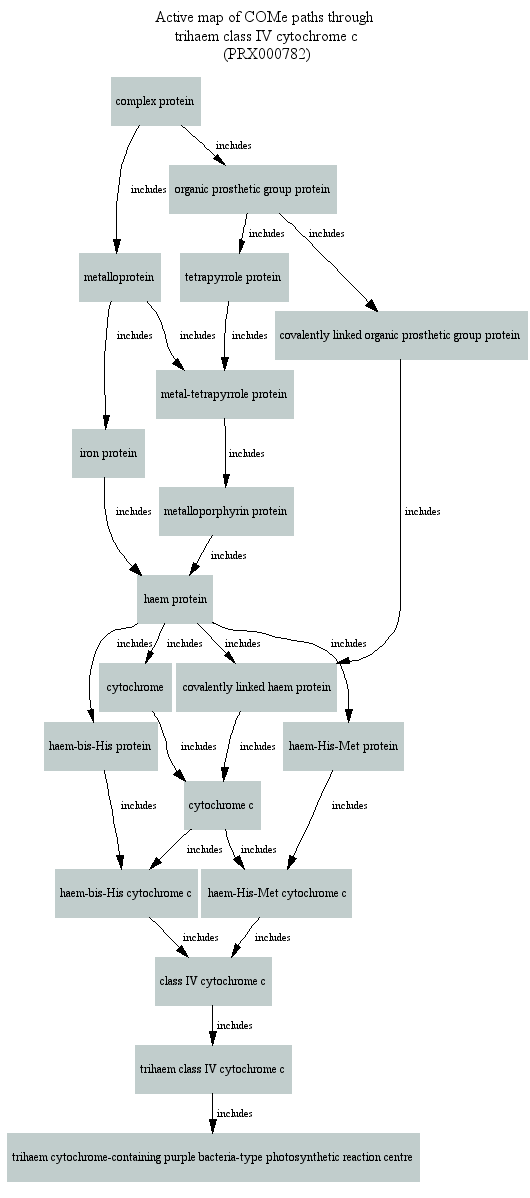 Active map of COMe paths through
trihaem class IV cytochrome c
(PRX000782)
complex protein
includes
organic prosthetic group protein
includes
includes
includes
metalloprotein
tetrapyrrole protein
covalently linked organic prosthetic group protein
includes
includes
includes
metal-tetrapyrrole protein
iron protein
includes
metalloporphyrin protein
includes
includes
includes
haem protein
includes
includes
includes
includes
cytochrome
covalently linked haem protein
haem-bis-His protein
haem-His-Met protein
includes
includes
cytochrome c
includes
includes
includes
includes
haem-bis-His cytochrome c
haem-His-Met cytochrome c
includes
includes
class IV cytochrome c
includes
trihaem class IV cytochrome c
includes
trihaem cytochrome-containing purple bacteria-type photosynthetic reaction centre